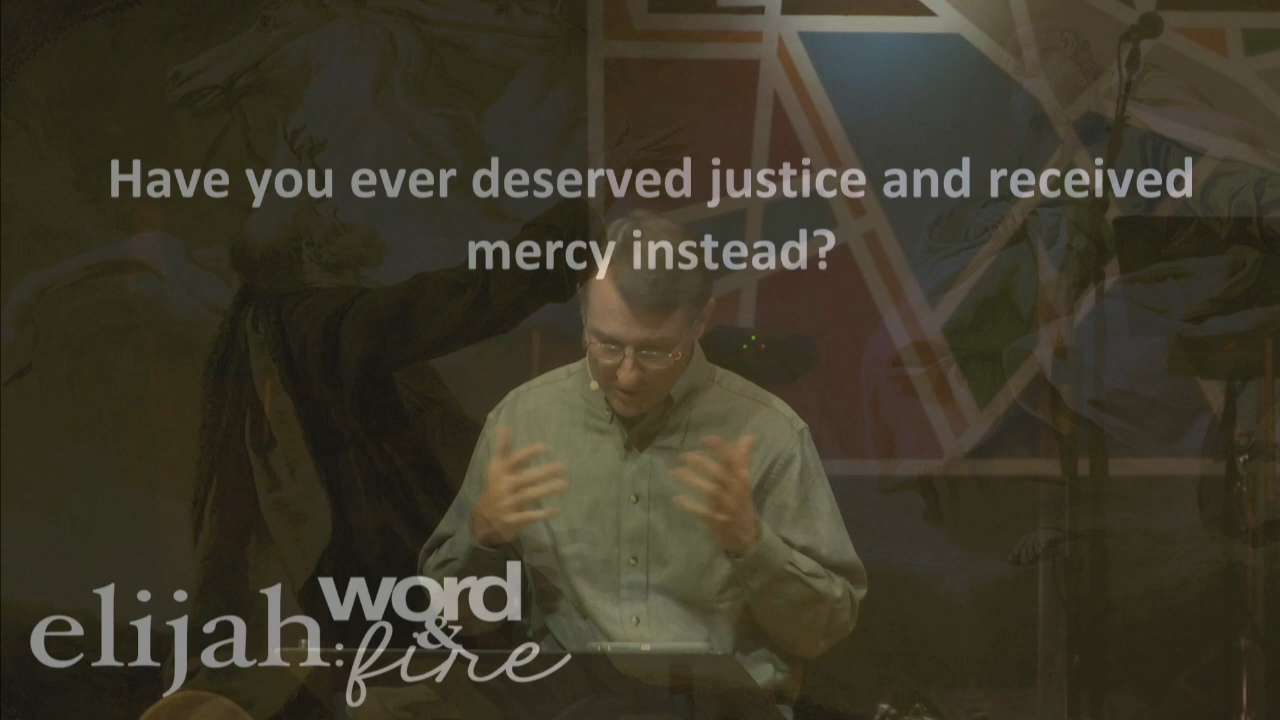 Have you ever deserved justice and received
mercy instead?
elijah: word
& fire